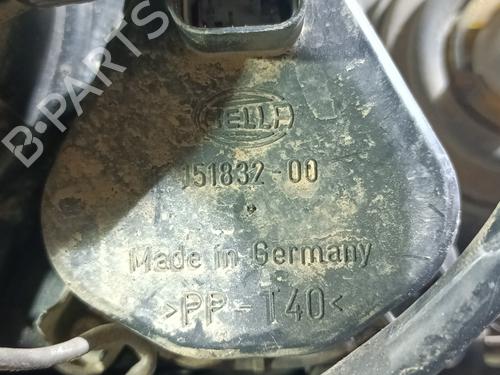 HELLA
151832-00
Made in Germany
>PP-T40<
B-PARTS